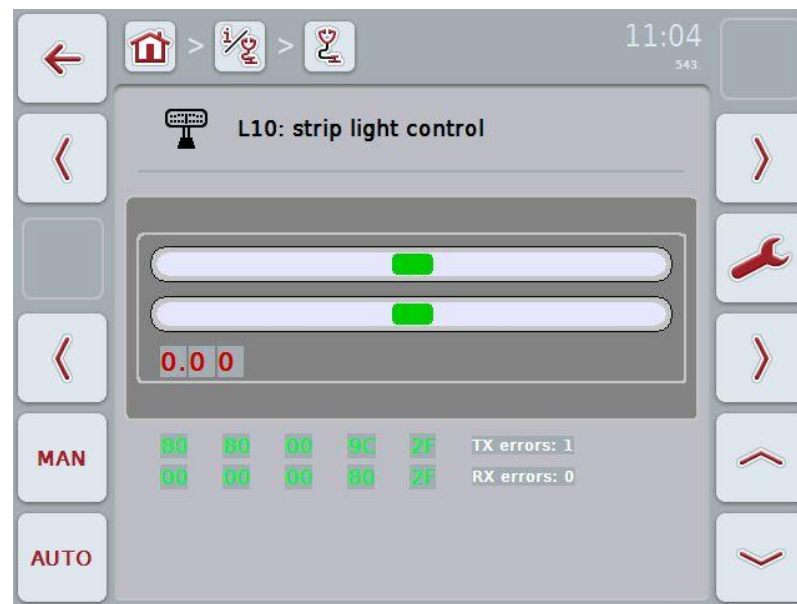 11:04
543.
L10: strip light control
0.0 0
80 80 00 9C 2F TX errors: 1
00 00 00 80 2F RX errors: 0
MAN
AUTO